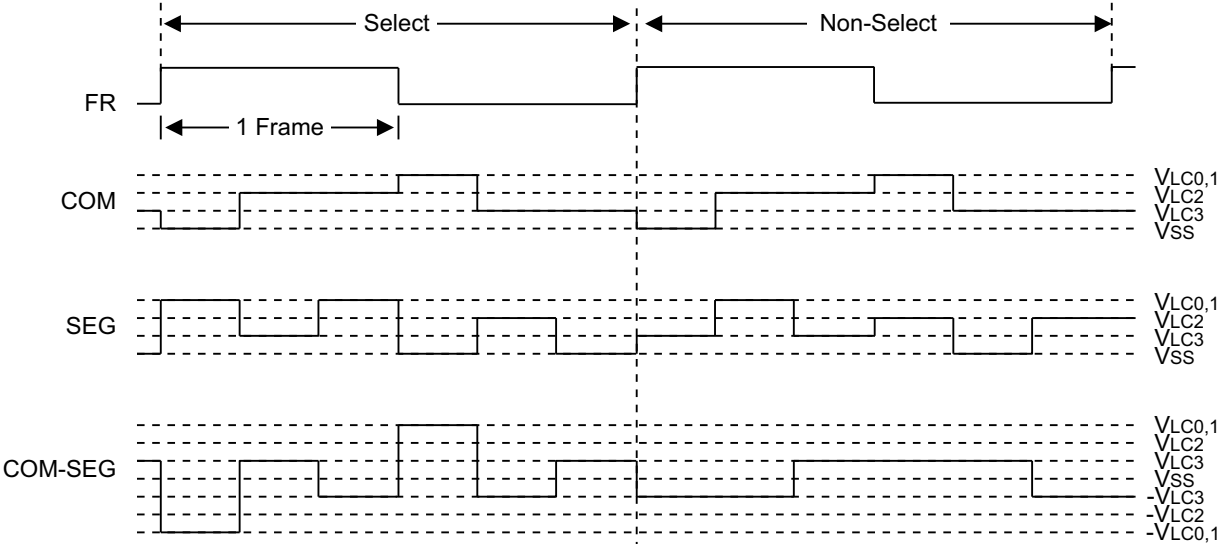 Select
Non-Select
FR
1 Frame
COM
VLC0,1
VLC2
VLC3
VSS
SEG
VLC0,1
VLC2
VLC3
VSS
COM-SEG
VLC0,1
VLC2
VLC3
VSS
-VLC3
-VLC2
-VLC0,1